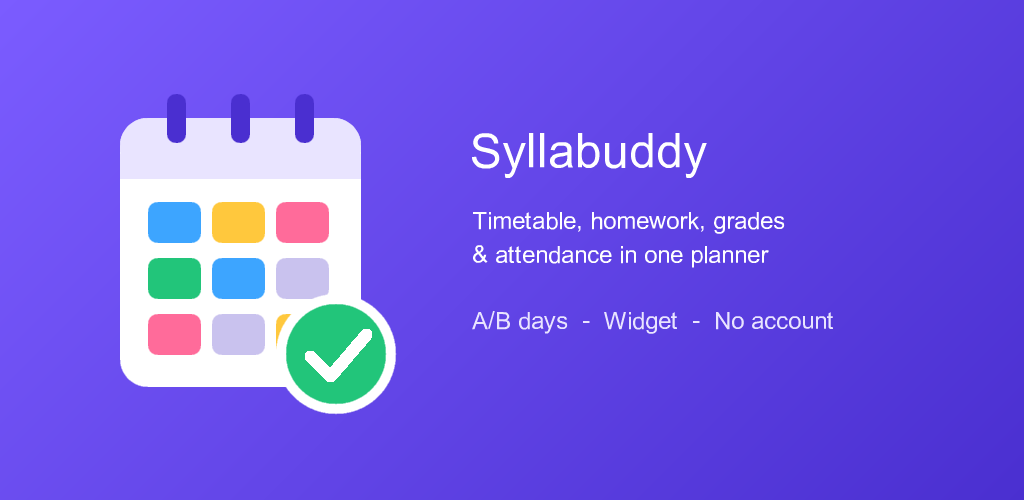 Syllabuddy
Timetable, homework, grades
& attendance in one planner
A/B days - Widget - No account